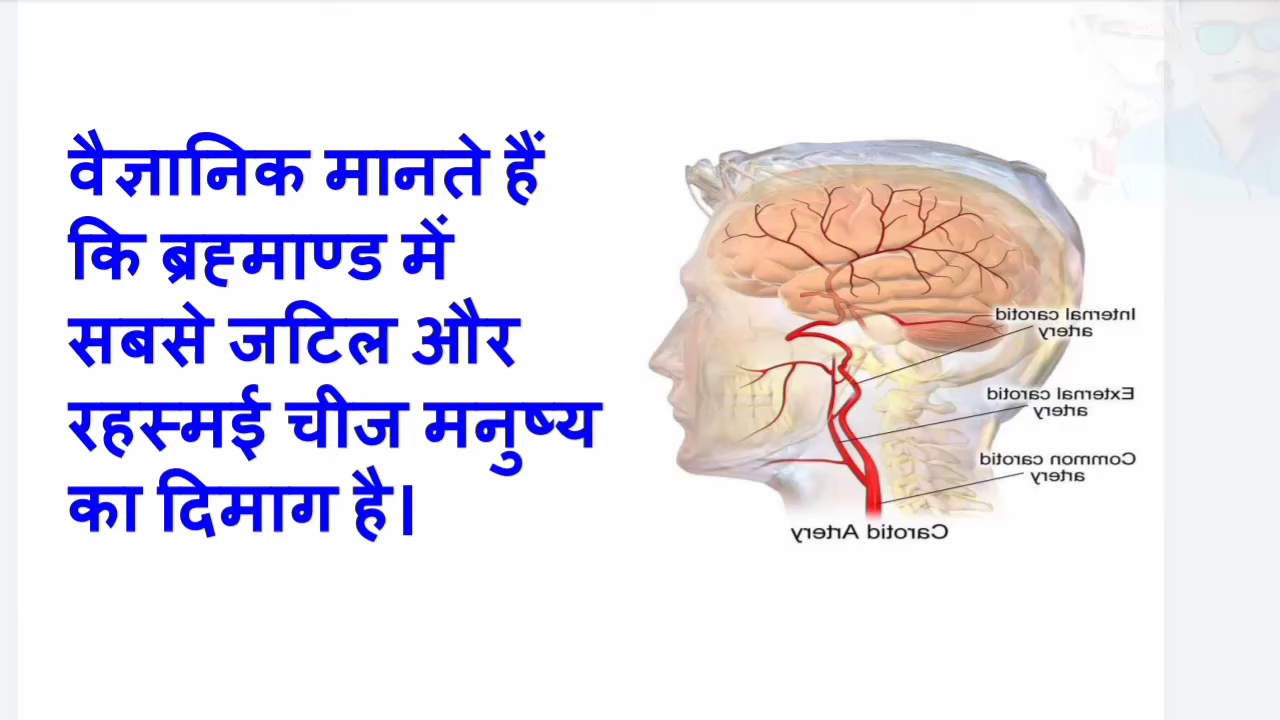 वैज्ञानिक मानते हैं
कि ब्रह्माण्ड में
सबसे जटिल और
रहस्मई चीज मनुष्य
का दिमाग है।
Internal carotid
artery
External carotid
artery
Common carotid
artery
Carotid Artery